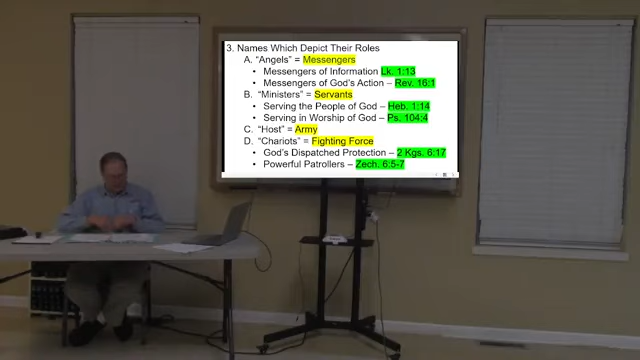 3. Names Which Depict Their Roles
A. "Angels" = Messengers
• Messengers of Information Lk. 1:13
• Messengers of God's Action – Rev. 16:1
B. "Ministers" = Servants
• Serving the People of God – Heb. 1:14
• Serving in Worship of God – Ps. 104:4
C. "Host" = Army
D. "Chariots" = Fighting Force
• God's Dispatched Protection – 2 Kgs. 6:17
• Powerful Patrollers – Zech. 6:5-7